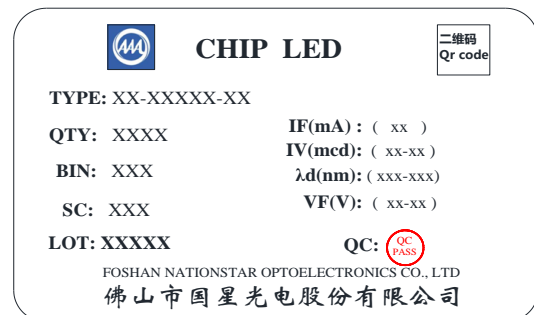 CHIP LED
二维码
Qr code
TYPE: XX-XXXXX-XX
QTY: XXXX
IF(mA) : ( xx )
IV(mcd): ( xx-xx )
BIN: XXX
λd(nm): ( xxx-xxx)
SC: XXX
VF(V): ( xx-xx )
LOT: XXXXX
QC:
QC
PASS
FOSHAN NATIONSTAR OPTOELECTRONICS CO., LTD
佛山市国星光电股份有限公司